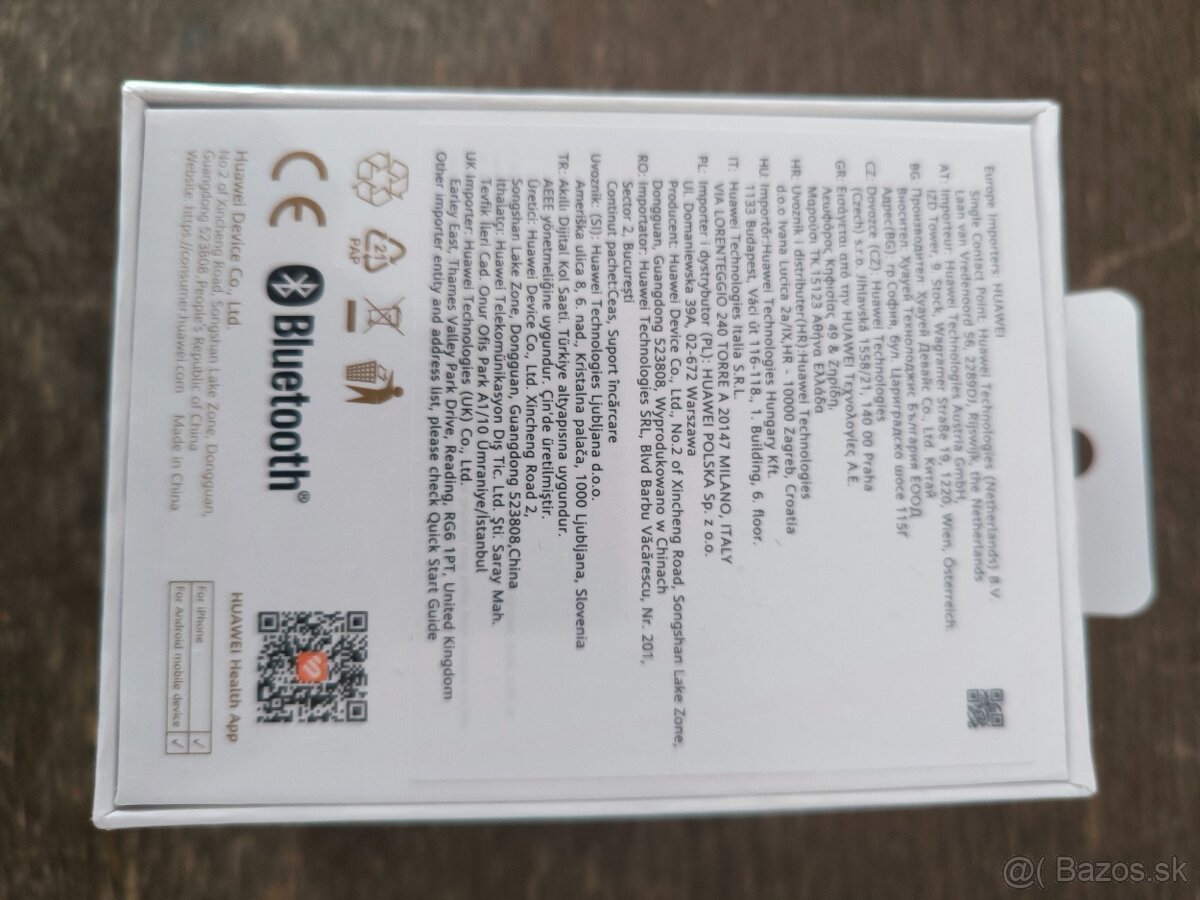 Europe Importers HUAWEI
Single Contact Point: Huawei Technologies (Netherlands) B.V.
Laan van Vredenoord 56, 2289DJ, Rijswijk, the Netherlands
AT: Importeur: Huawei Technologies Austria GmbH,
IZD Tower, 9. Stock, Wagramer Straße 19, 1220, Wien, Österreich
BG: Производител: Хуауей Девайс Ко., Лтд. Китай
Вносител: Хуауей Технолоджис България ЕООД
Адрес(BG): гр.София, бул. Цариградско шосе 115Г
CZ: Dovozce (CZ): Huawei Technologies
(Czech) s.r.o. Jihlavská 1558/21, 140 00 Praha
GR: Εισάγεται από την HUAWEI Τεχνολογίες Α.Ε.
Λεωφόρος Κηφισίας 49 & Ζηρίδη,
Μαρούσι ΤΚ 15123 Αθήνα Ελλάδα
HR: Uvoznik i distributer(HR):Huawei Technologies
d.o.o Ivana Lucica 2a/IX,HR - 10000 Zagreb, Croatia
HU: Importőr:Huawei Technologies Hungary Kft.
1133 Budapest, Váci út 116-118., 1. Building, 6. floor.
IT: Huawei Technologies Italia S.R.L.
VIA LORENTEGGIO 240 TORRE A 20147 MILANO, ITALY
PL: Importer i dystrybutor (PL): HUAWEI POLSKA Sp. z o.o.
Ul. Domaniewska 39A, 02-672 Warszawa
Producent: Huawei Device Co., Ltd., No.2 of Xincheng Road, Songshan Lake Zone,
Dongguan, Guangdong 523808, Wyprodukowano w Chinach
RO: Importator: Huawei Technologies SRL, Blvd Barbu Văcărescu, Nr. 201,
Sector 2, București
Continut pachet:Ceas, Suport încărcare
Uvoznik: (SI): Huawei Technologies Ljubljana d.o.o.
Ameriška ulica 8, 6. nad., Kristalna palača, 1000 Ljubljana, Slovenia
TR: Akıllı Dijital Kol Saati. Türkiye altyapısına uygundur.
AEEE yönetmeliğine uygundur. Çin'de üretilmiştir.
Üretici: Huawei Device Co., Ltd. Xincheng Road 2,
Songshan Lake Zone, Dongguan, Guangdong 523808,China
İthalatçı: Huawei Telekomünikasyon Dış Tic. Ltd. Şti. Saray Mah.
Tevfik İleri Cad Onur Ofis Park A1/10 Ümraniye/İstanbul
UK Importer: Huawei Technologies (UK) Co., Ltd.
Earley East, Thames Valley Park Drive, Reading, RG6 1PT, United Kingdom
Other importer entity and address list, please check Quick Start Guide
21
PAP
CE
Bluetooth®
Huawei Device Co., Ltd.
No.2 of Xincheng Road, Songshan Lake Zone, Dongguan,
Guangdong 523808 People's Republic of China
Website: https://consumer.huawei.com Made in China
HUAWEI Health App
For iPhone ✓
For Android mobile device ✓
@( Bazos.sk